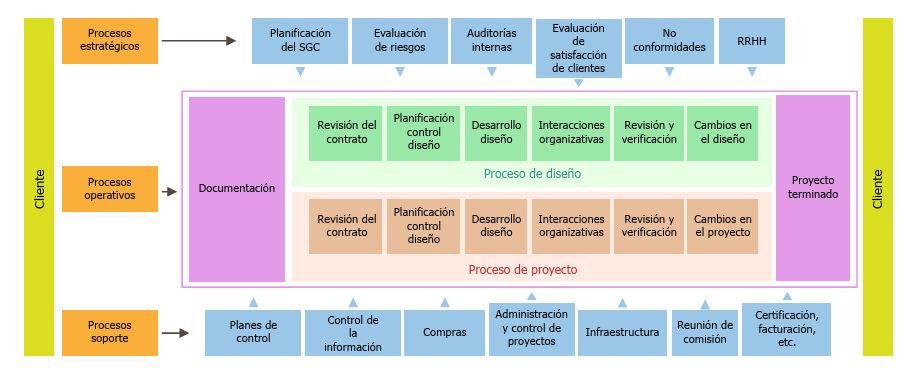 Cliente
Procesos
estratégicos
Planificación
del SGC
Evaluación
de riesgos
Auditorías
internas
Evaluación
de
satisfacción
de clientes
No
conformidades
RRHH
Procesos
operativos
Documentación
Revisión del
contrato
Planificación
control
diseño
Desarrollo
diseño
Interacciones
organizativas
Revisión y
verificación
Cambios en
el diseño
Proceso de diseño
Revisión del
contrato
Planificación
control
diseño
Desarrollo
diseño
Interacciones
organizativas
Revisión y
verificación
Cambios en
el proyecto
Proceso de proyecto
Proyecto
terminado
Procesos
soporte
Planes de
control
Control de
la
información
Compras
Administración
y control de
proyectos
Infraestructura
Reunión de
comisión
Certificación,
facturación,
etc.
Cliente